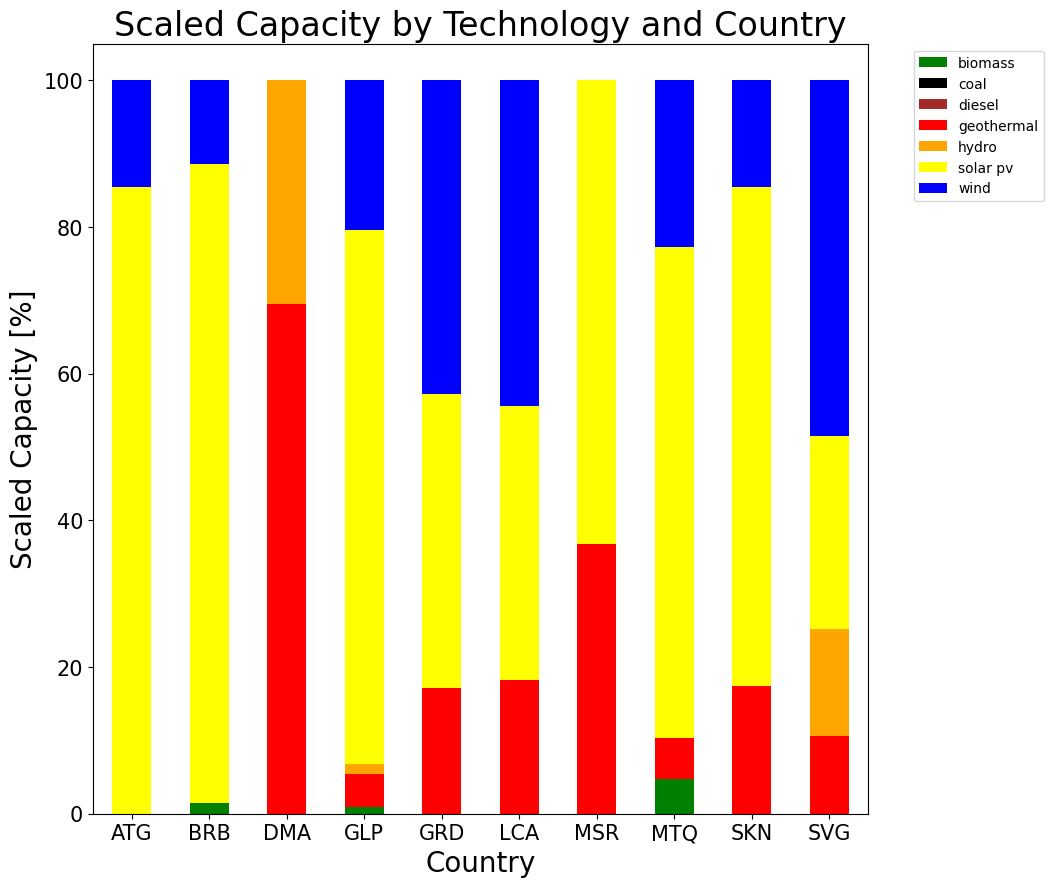 Scaled Capacity by Technology and Country
Scaled Capacity [%]
100
80
60
40
20
0
ATG BRB DMA GLP GRD LCA MSR MTQ SKN SVG
Country
biomass
coal
diesel
geothermal
hydro
solar pv
wind